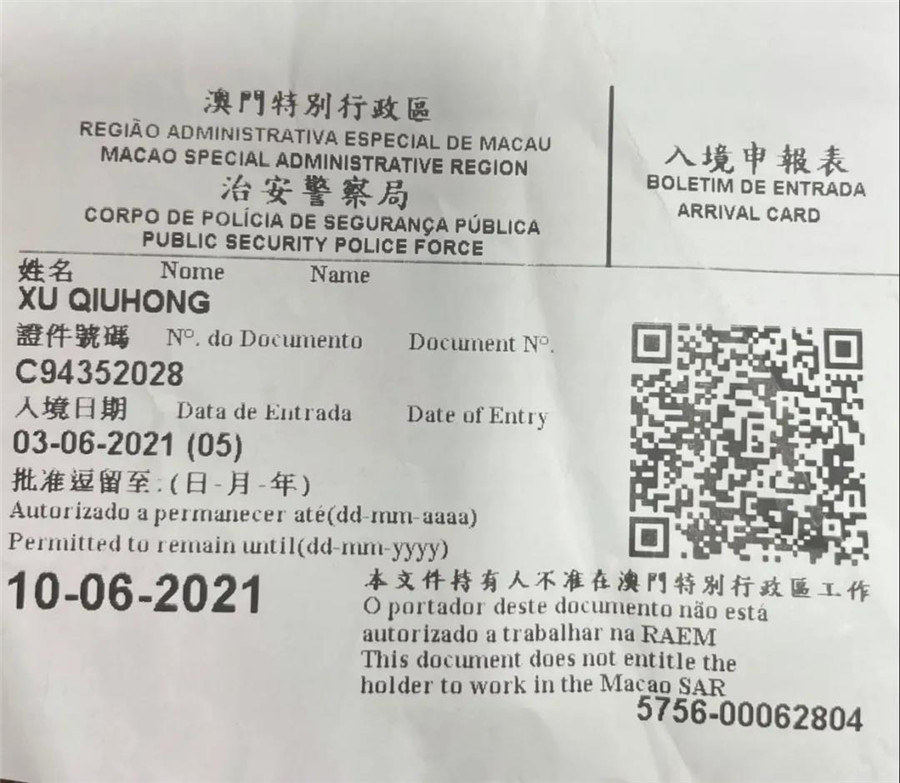 澳門特別行政區
REGIÃO ADMINISTRATIVA ESPECIAL DE MACAU
MACAO SPECIAL ADMINISTRATIVE REGION
治安警察局
CORPO DE POLÍCIA DE SEGURANÇA PÚBLICA
PUBLIC SECURITY POLICE FORCE
入境申報表
BOLETIM DE ENTRADA
ARRIVAL CARD
姓名 Nome Name
XU QIUHONG
證件號碼 Nº. do Documento Document Nº.
C94352028
入境日期 Data de Entrada Date of Entry
03-06-2021 (05)
批准逗留至:(日-月-年)
Autorizado a permanecer até(dd-mm-aaaa)
Permitted to remain until(dd-mm-yyyy)
10-06-2021
本文件持有人不准在澳門特別行政區工作
O portador deste documento não está
autorizado a trabalhar na RAEM
This document does not entitle the
holder to work in the Macao SAR
5756-00062804